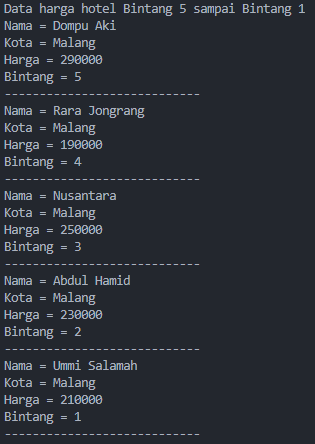 Data harga hotel Bintang 5 sampai Bintang 1
Nama = Dompu Aki
Kota = Malang
Harga = 290000
Bintang = 5
----------------------------
Nama = Rara Jongrang
Kota = Malang
Harga = 190000
Bintang = 4
----------------------------
Nama = Nusantara
Kota = Malang
Harga = 250000
Bintang = 3
----------------------------
Nama = Abdul Hamid
Kota = Malang
Harga = 230000
Bintang = 2
----------------------------
Nama = Ummi Salamah
Kota = Malang
Harga = 210000
Bintang = 1
----------------------------